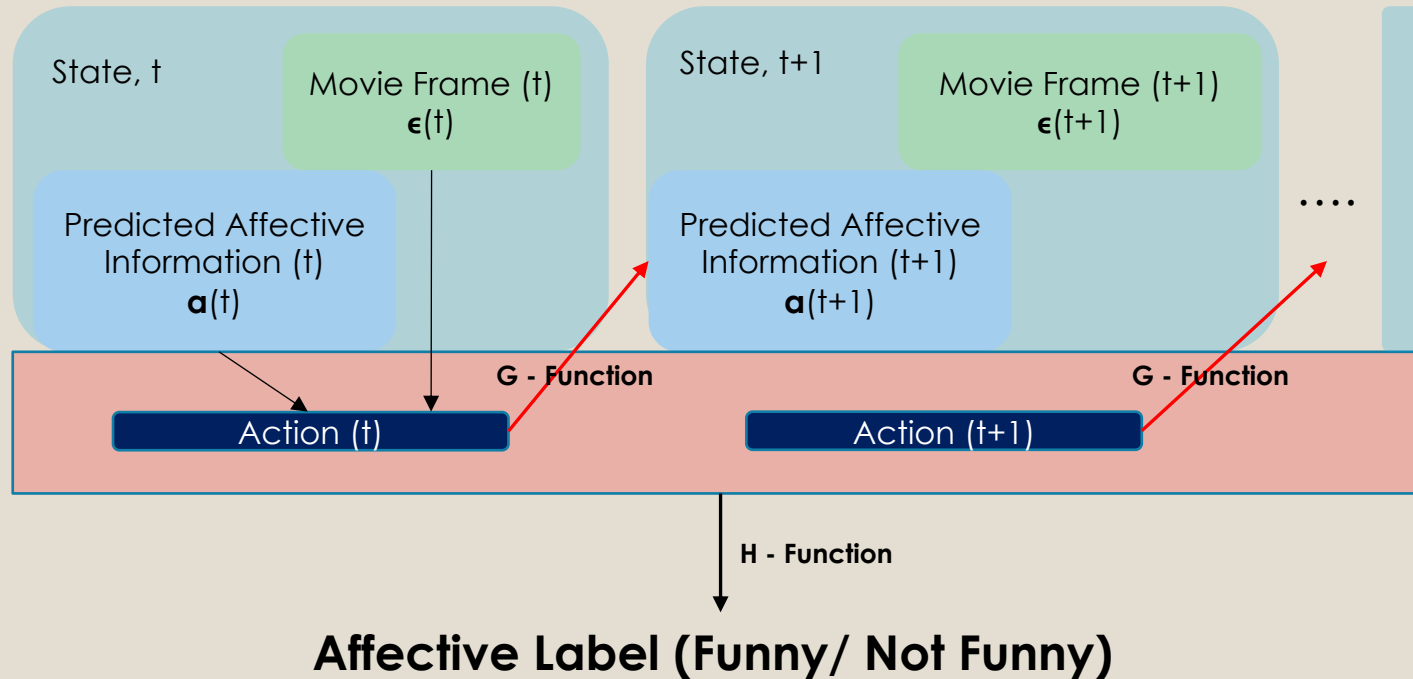 State, t
Movie Frame (t)
ϵ(t)
Predicted Affective
Information (t)
a(t)
State, t+1
Movie Frame (t+1)
ϵ(t+1)
Predicted Affective
Information (t+1)
a(t+1)
....
G - Function
G - Function
Action (t)
Action (t+1)
H - Function
Affective Label (Funny/ Not Funny)